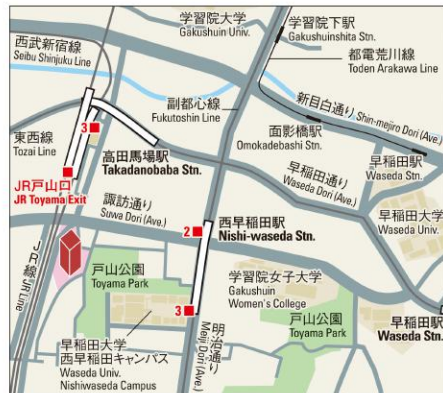 学習院大学
Gakushuin Univ.
学習院下駅
Gakushuinshita Stn.
西武新宿線
Seibu Shinjuku Line
都電荒川線
Toden Arakawa Line
副都心線
Fukutoshin Line
新目白通り Shin-mejiro Dori (Ave.)
面影橋駅
Omokadebashi Stn.
3
東西線
Tozai Line
高田馬場駅
Takadanobaba Stn.
早稲田通り
Waseda Dori (Ave.)
早稲田駅
Waseda Stn.
JR戸山口
JR Toyama Exit
諏訪通り
Suwa Dori (Ave.)
早稲田大学
Waseda Univ.
2
西早稲田駅
Nishi-waseda Stn.
JR線 JR Line
戸山公園
Toyama Park
学習院女子大学
Gakushuin
Women's College
3
明治通り
Meiji Dori (Ave.)
戸山公園
Toyama Park
早稲田駅
Waseda Stn.
早稲田大学
西早稲田キャンパス
Waseda Univ.
Nishiwaseda Campus